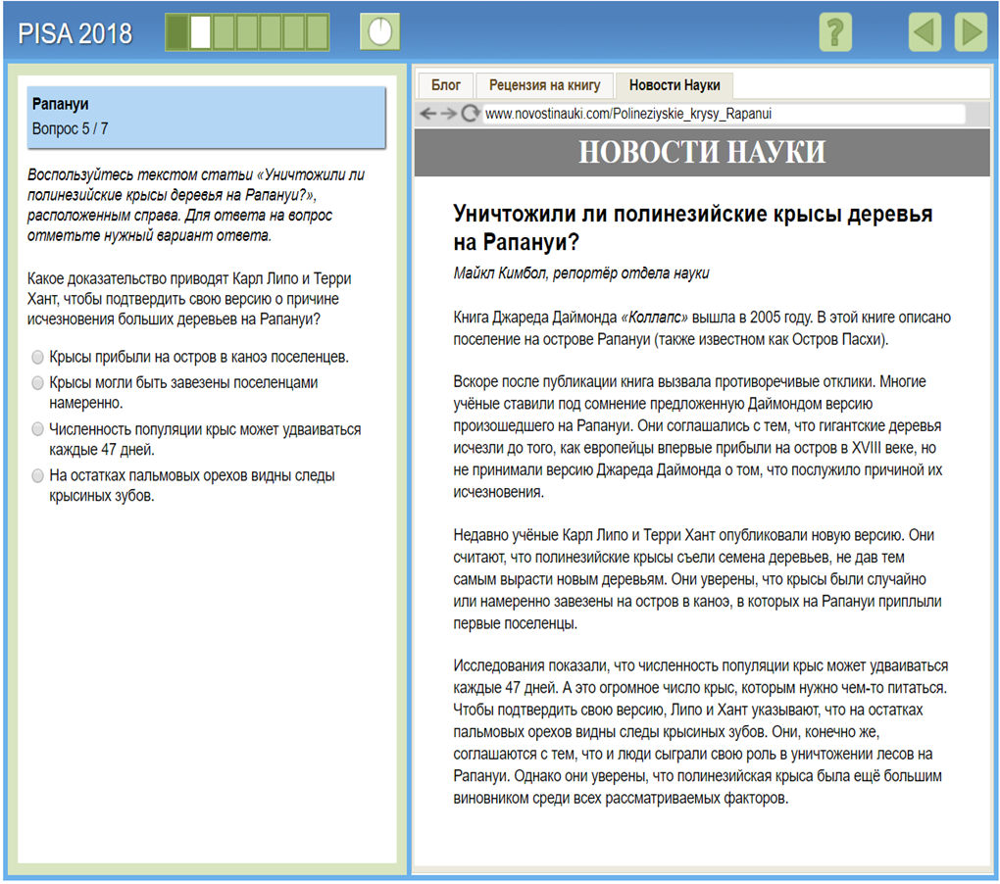 PISA 2018
?
Рапануи
Вопрос 5 / 7
Воспользуйтесь текстом статьи «Уничтожили ли
полинезийские крысы деревья на Рапануи?»,
расположенным справа. Для ответа на вопрос
отметьте нужный вариант ответа.
Какое доказательство приводят Карл Липо и Терри
Хант, чтобы подтвердить свою версию о причине
исчезновения больших деревьев на Рапануи?
Крысы прибыли на остров в каноэ поселенцев.
Крысы могли быть завезены поселенцами
намеренно.
Численность популяции крыс может удваиваться
каждые 47 дней.
На остатках пальмовых орехов видны следы
крысиных зубов.
Блог Рецензия на книгу Новости Науки
www.novostinauki.com/Polineziyskie_krysy_Rapanui
НОВОСТИ НАУКИ
Уничтожили ли полинезийские крысы деревья
на Рапануи?
Майкл Кимбол, репортёр отдела науки
Книга Джареда Даймонда «Коллапс» вышла в 2005 году. В этой книге описано
поселение на острове Рапануи (также известном как Остров Пасхи).
Вскоре после публикации книга вызвала противоречивые отклики. Многие
учёные ставили под сомнение предложенную Даймондом версию
произошедшего на Рапануи. Они соглашались с тем, что гигантские деревья
исчезли до того, как европейцы впервые прибыли на остров в XVIII веке, но
не принимали версию Джареда Даймонда о том, что послужило причиной их
исчезновения.
Недавно учёные Карл Липо и Терри Хант опубликовали новую версию. Они
считают, что полинезийские крысы съели семена деревьев, не дав тем
самым вырасти новым деревьям. Они уверены, что крысы были случайно
или намеренно завезены на остров в каноэ, в которых на Рапануи приплыли
первые поселенцы.
Исследования показали, что численность популяции крыс может удваиваться
каждые 47 дней. А это огромное число крыс, которым нужно чем-то питаться.
Чтобы подтвердить свою версию, Липо и Хант указывают, что на остатках
пальмовых орехов видны следы крысиных зубов. Они, конечно же,
соглашаются с тем, что и люди сыграли свою роль в уничтожении лесов на
Рапануи. Однако они уверены, что полинезийская крыса была ещё большим
виновником среди всех рассматриваемых факторов.